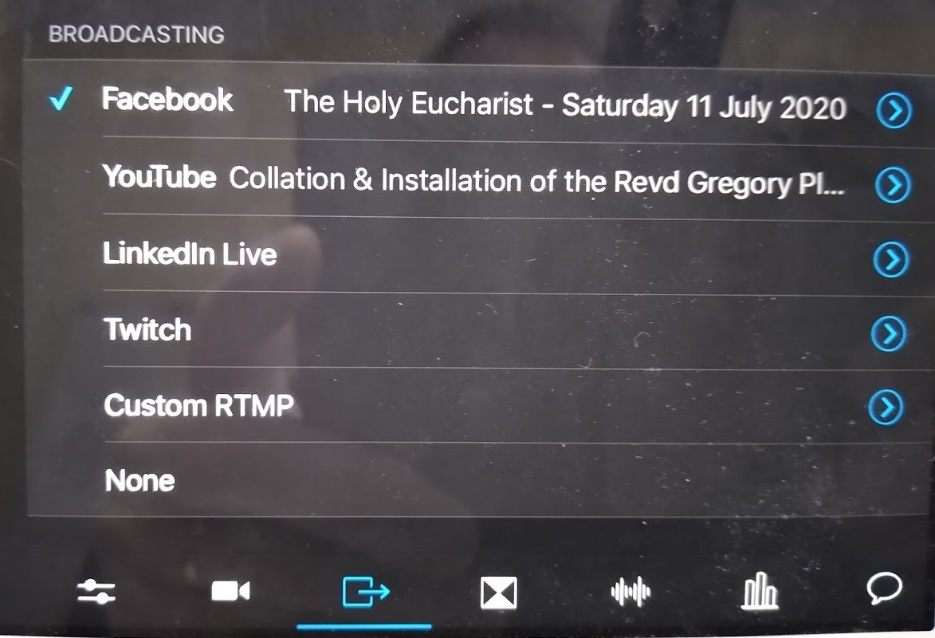 BROADCASTING
Facebook The Holy Eucharist - Saturday 11 July 2020
YouTube Collation & Installation of the Revd Gregory Pl...
LinkedIn Live
Twitch
Custom RTMP
None